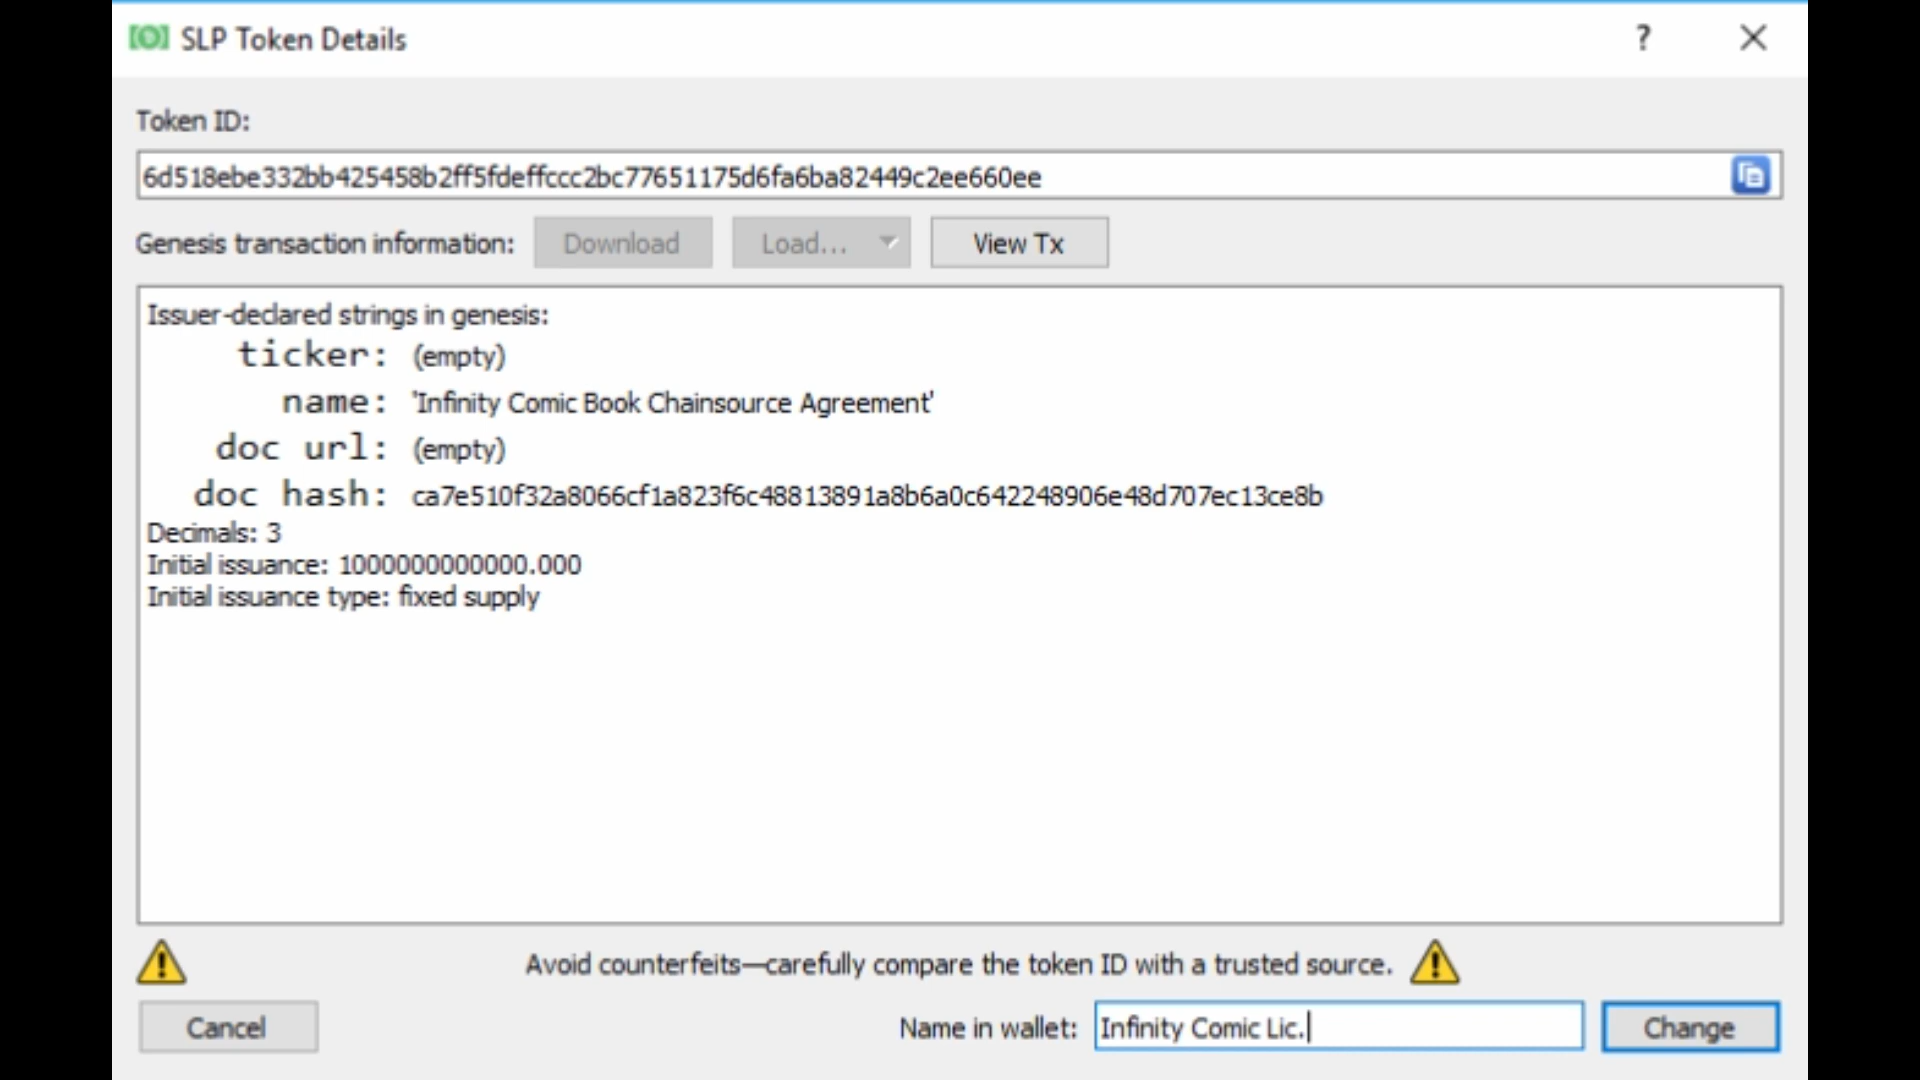 SLP Token Details ?
Token ID:
6d518ebe332bb425458b2ff5fdeffccc2bc77651175d6fa6ba82449c2ee660ee
Genesis transaction information: Download Load... View Tx
Issuer-declared strings in genesis:
ticker: (empty)
name: 'Infinity Comic Book Chainsource Agreement'
doc url: (empty)
doc hash: ca7e510f32a8066cf1a823f6c48813891a8b6a0c642248906e48d707ec13ce8b
Decimals: 3
Initial issuance: 1000000000000.000
Initial issuance type: fixed supply
Avoid counterfeits—carefully compare the token ID with a trusted source.
Cancel Name in wallet: Infinity Comic Lic. Change